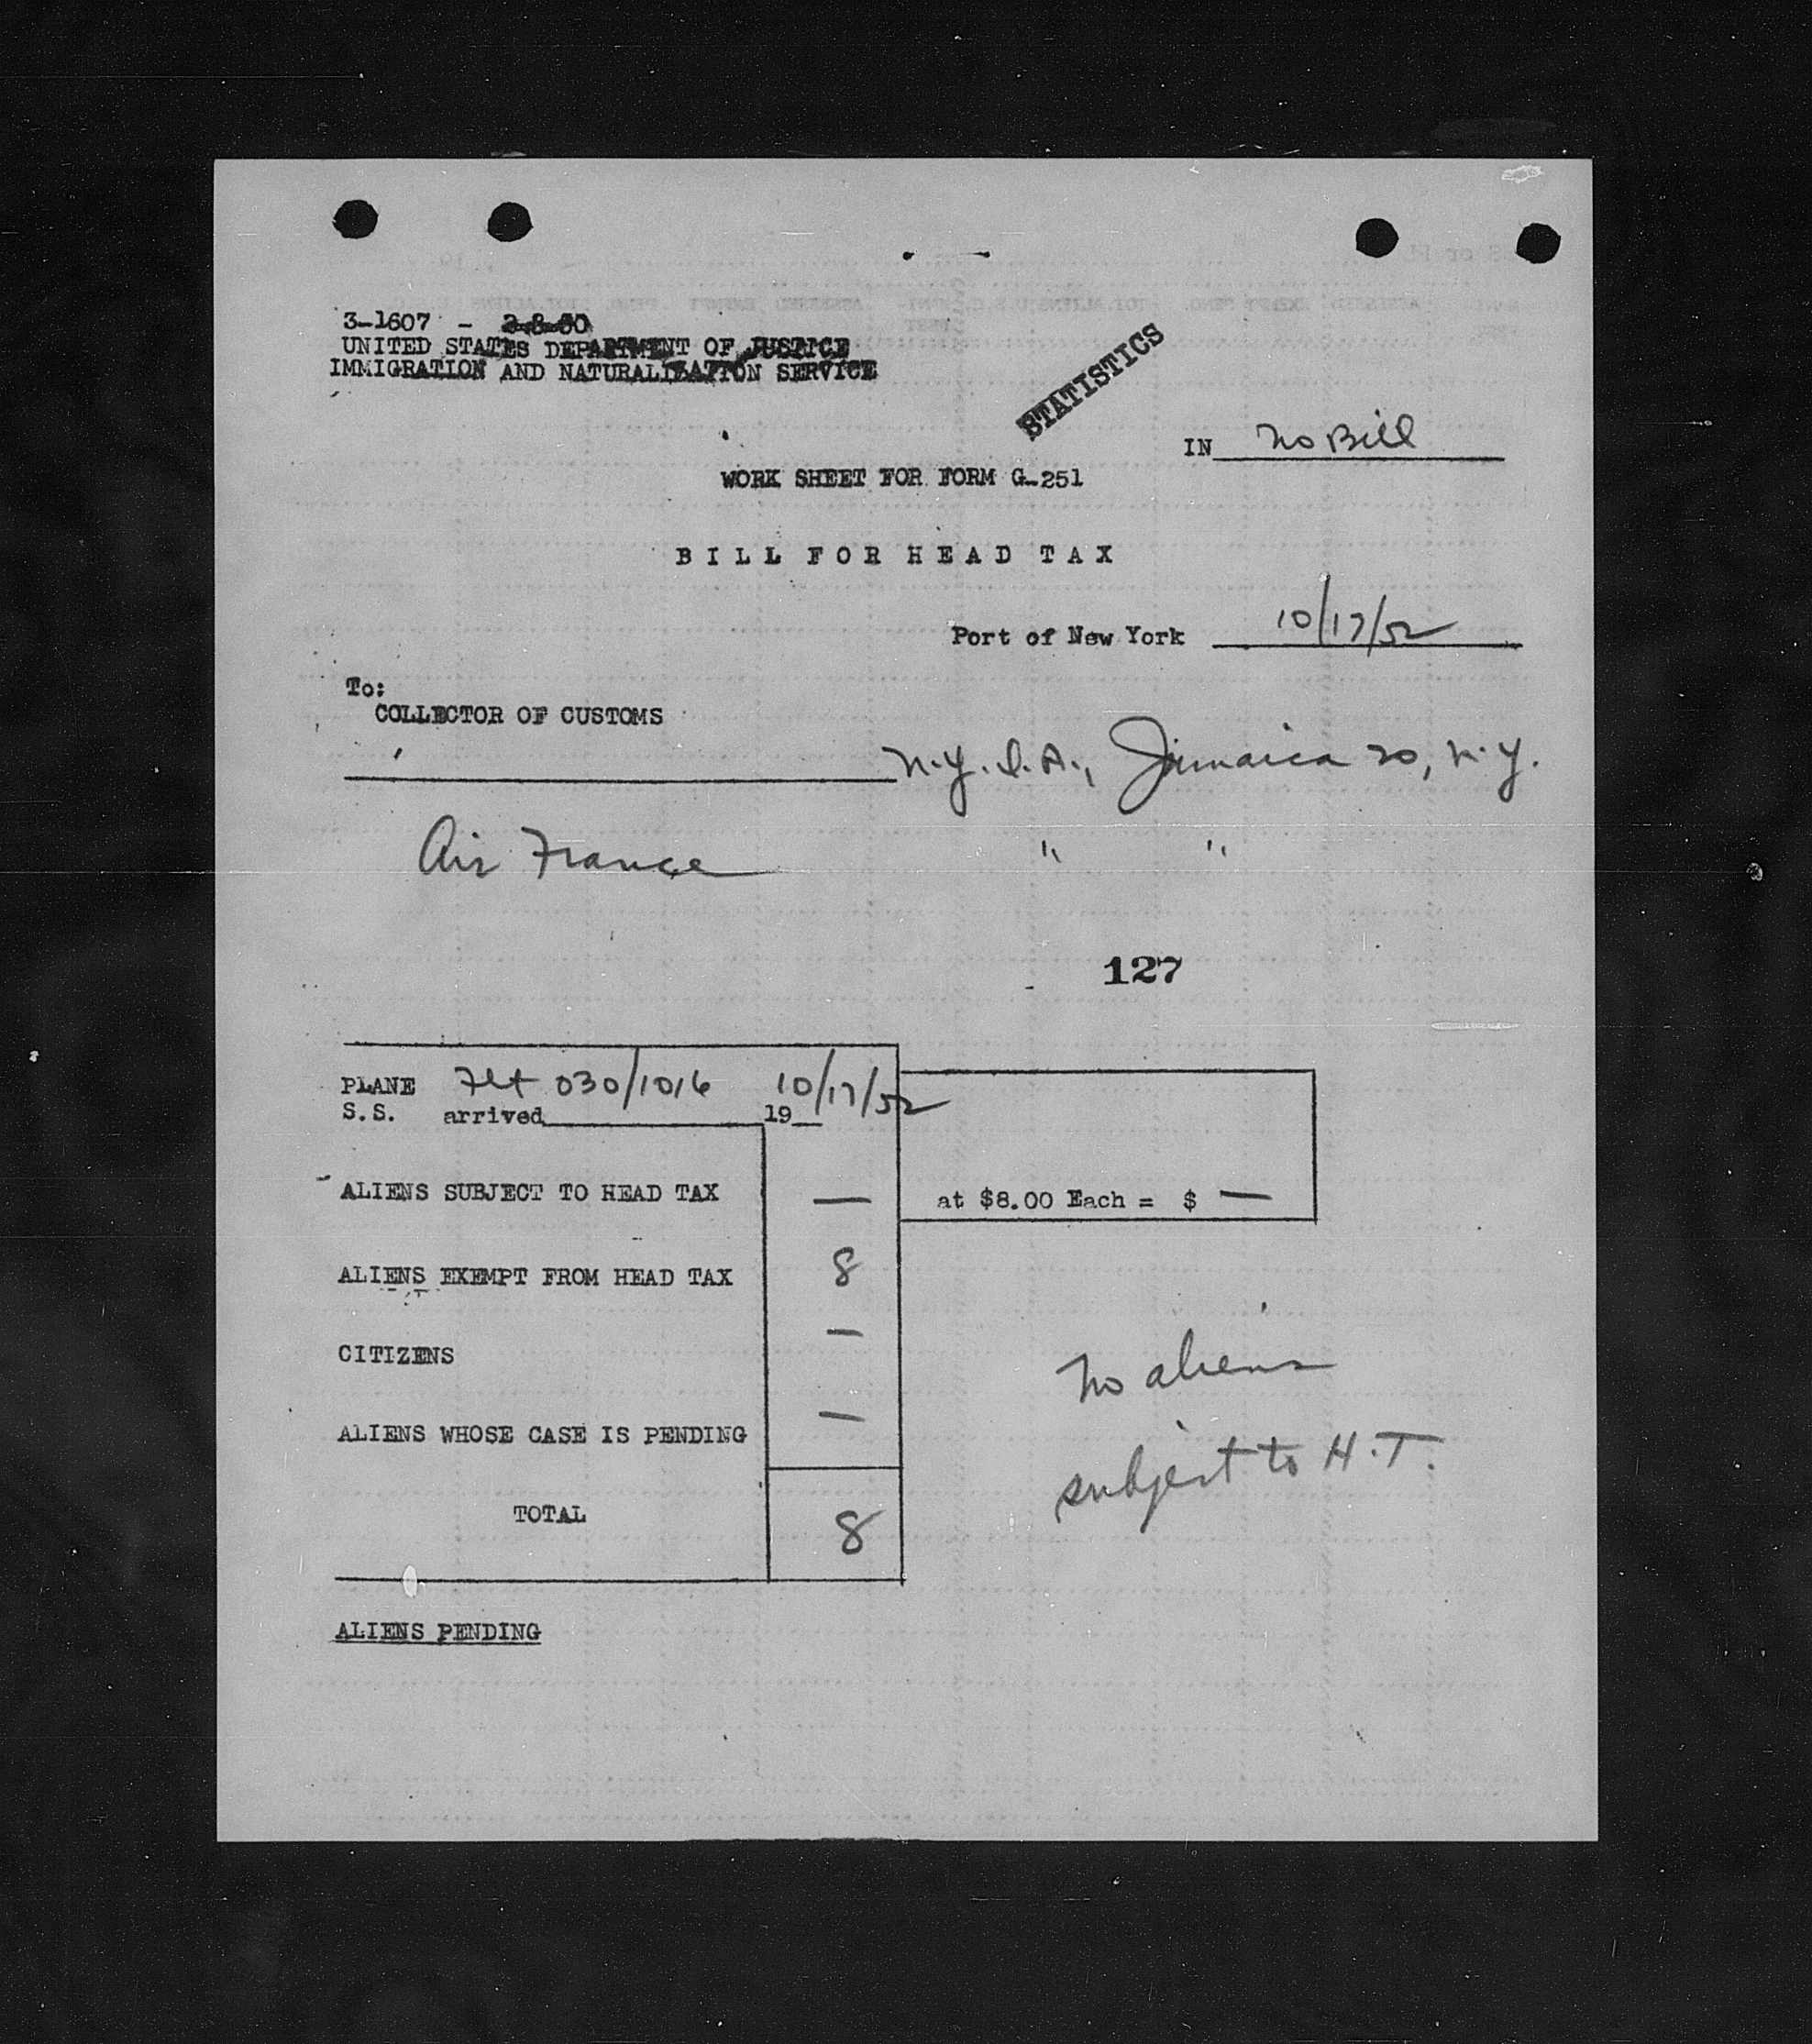 3-1607 - 2-8-50
UNITED STATES DEPARTMENT OF JUSTICE
IMMIGRATION AND NATURALIZATION SERVICE
STATISTICS
IN No Bill
WORK SHEET FOR FORM G-251
BILL FOR HEAD TAX
Port of New York 10/17/52
To:
COLLECTOR OF CUSTOMS
N.Y.I.A., Jamaica 20, N.Y.
Air France " "
127
PLANE Flt 030/1016 10/17/52
S.S. arrived 19
ALIENS SUBJECT TO HEAD TAX — at $8.00 Each = $ —
ALIENS EXEMPT FROM HEAD TAX 8
CITIZENS —
No aliens
ALIENS WHOSE CASE IS PENDING —
subject to H.T.
TOTAL 8
ALIENS PENDING